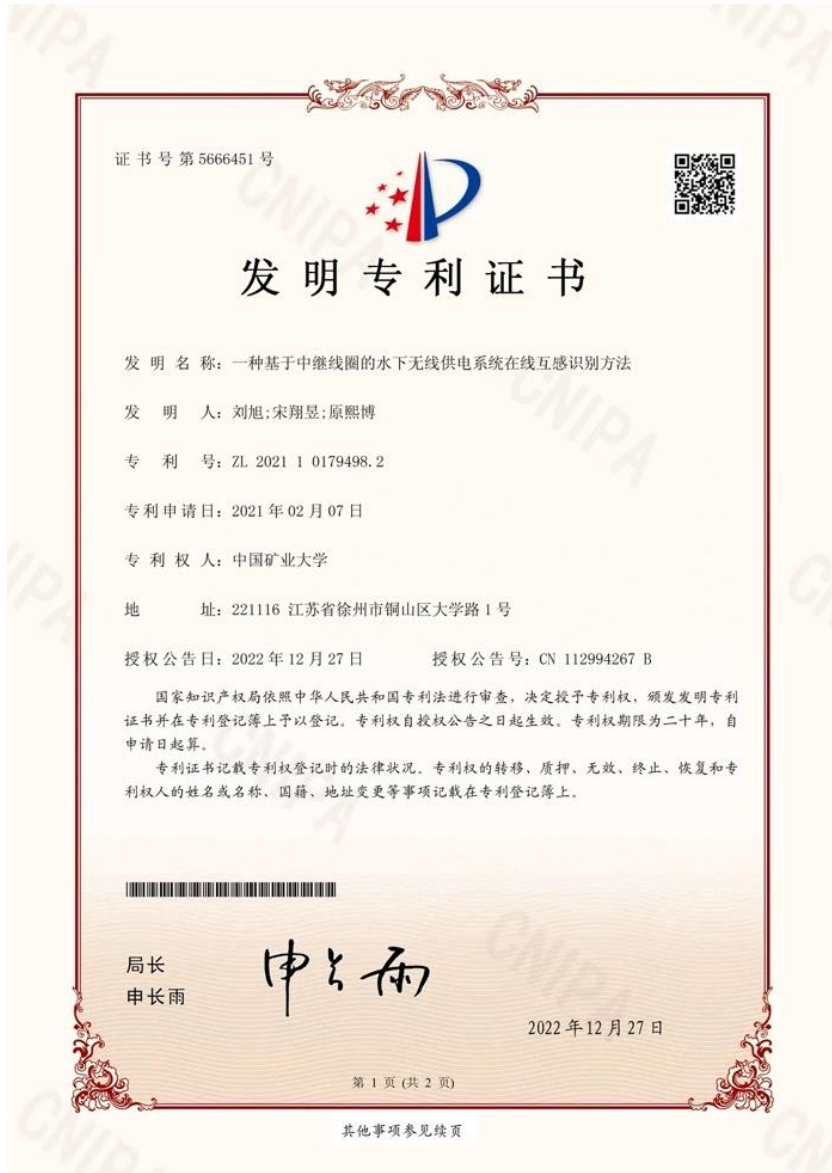 证书号第5666451号
发明专利证书
发明名称：一种基于中继线圈的水下无线供电系统在线互感识别方法
发明人：刘旭;宋翔昱;原熙博
专利号：ZL 2021 1 0179498.2
专利申请日：2021年02月07日
专利权人：中国矿业大学
地址：221116 江苏省徐州市铜山区大学路1号
授权公告日：2022年12月27日 授权公告号：CN 112994267 B
国家知识产权局依照中华人民共和国专利法进行审查，决定授予专利权，颁发发明专利
证书并在专利登记簿上予以登记。专利权自授权公告之日起生效。专利权期限为二十年，自
申请日起算。
专利证书记载专利权登记时的法律状况。专利权的转移、质押、无效、终止、恢复和专
利权人的姓名或名称、国籍、地址变更等事项记载在专利登记簿上。
局长
申长雨
申长雨
2022年12月27日
第 1 页 (共 2 页)
其他事项参见续页
CNIPA
CNIPA
CNIPA
CNIPA
CNIPA
CNIPA